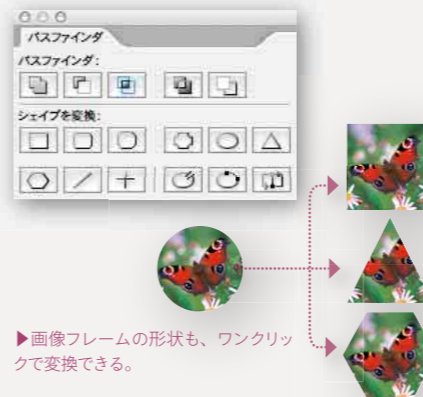 パスファインダ
パスファインダ:
シェイプを変換:
▶画像フレームの形状も、ワンクリッ
クで変換できる。